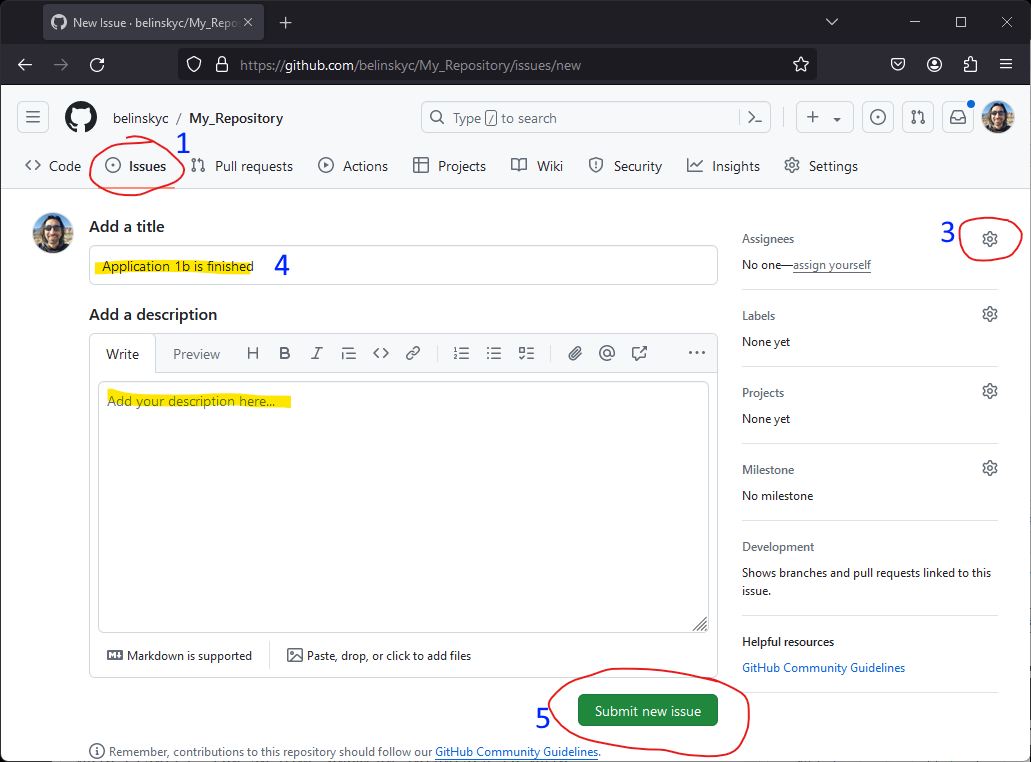 New Issue · belinskyc/My_Repo
https://github.com/belinskyc/My_Repository/issues/new
belinskyc / My_Repository
Type / to search
1
Code Issues Pull requests Actions Projects Wiki Security Insights Settings
Add a title
Application 1b is finished 4
Add a description
Write Preview H B I
Add your description here...
Markdown is supported Paste, drop, or click to add files
5 Submit new issue
Remember, contributions to this repository should follow our GitHub Community Guidelines.
3
Assignees
No one—assign yourself
Labels
None yet
Projects
None yet
Milestone
No milestone
Development
Shows branches and pull requests linked to this
issue.
Helpful resources
GitHub Community Guidelines